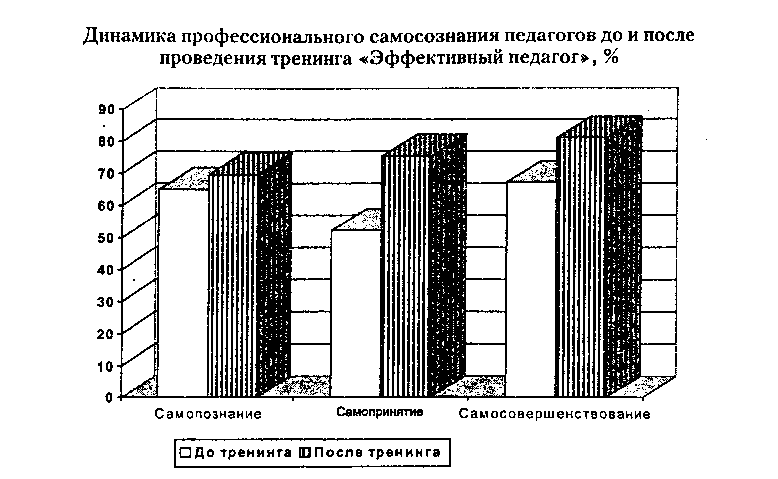 Динамика профессионального самосознания педагогов до и после
проведения тренинга «Эффективный педагог», %
90
80
70
60
50
40
30
20
10
0
Самопознание Самопринятие Самосовершенствование
До тренинга После тренинга